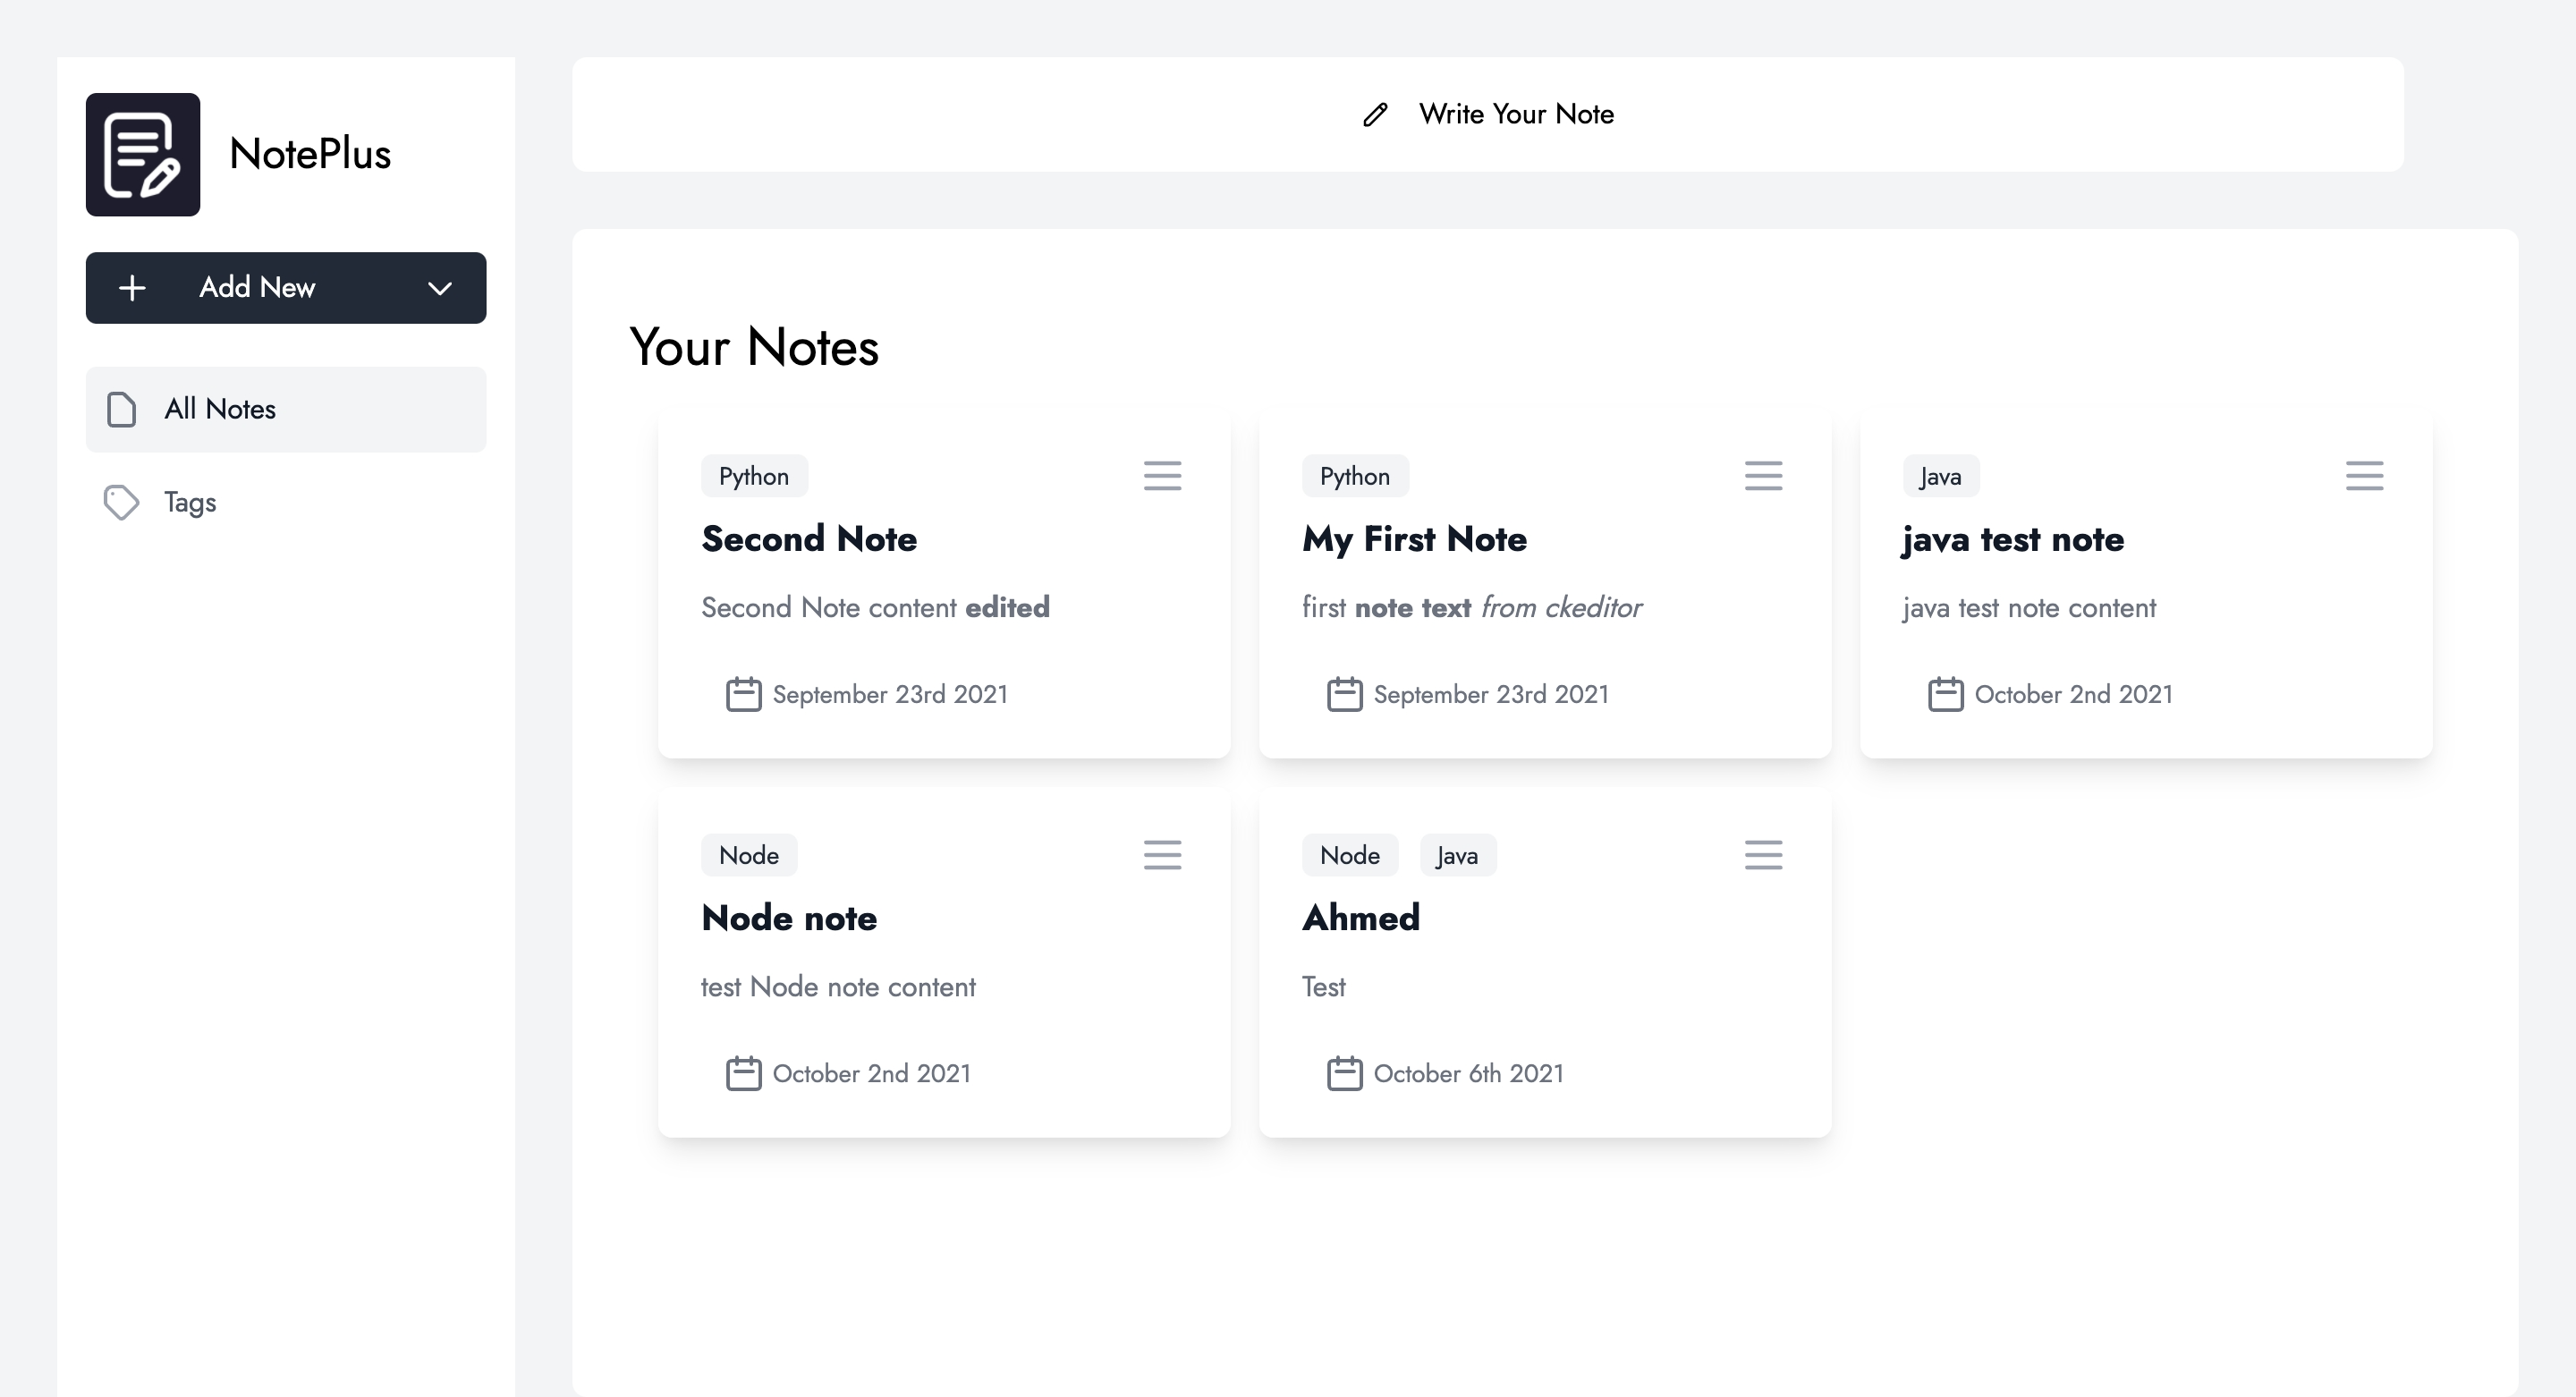 NotePlus
Add New
All Notes
Tags
Write Your Note
Your Notes
Python
Second Note
Second Note content edited
September 23rd 2021
Python
My First Note
first note text from ckeditor
September 23rd 2021
Java
java test note
java test note content
October 2nd 2021
Node
Node note
test Node note content
October 2nd 2021
Node Java
Ahmed
Test
October 6th 2021